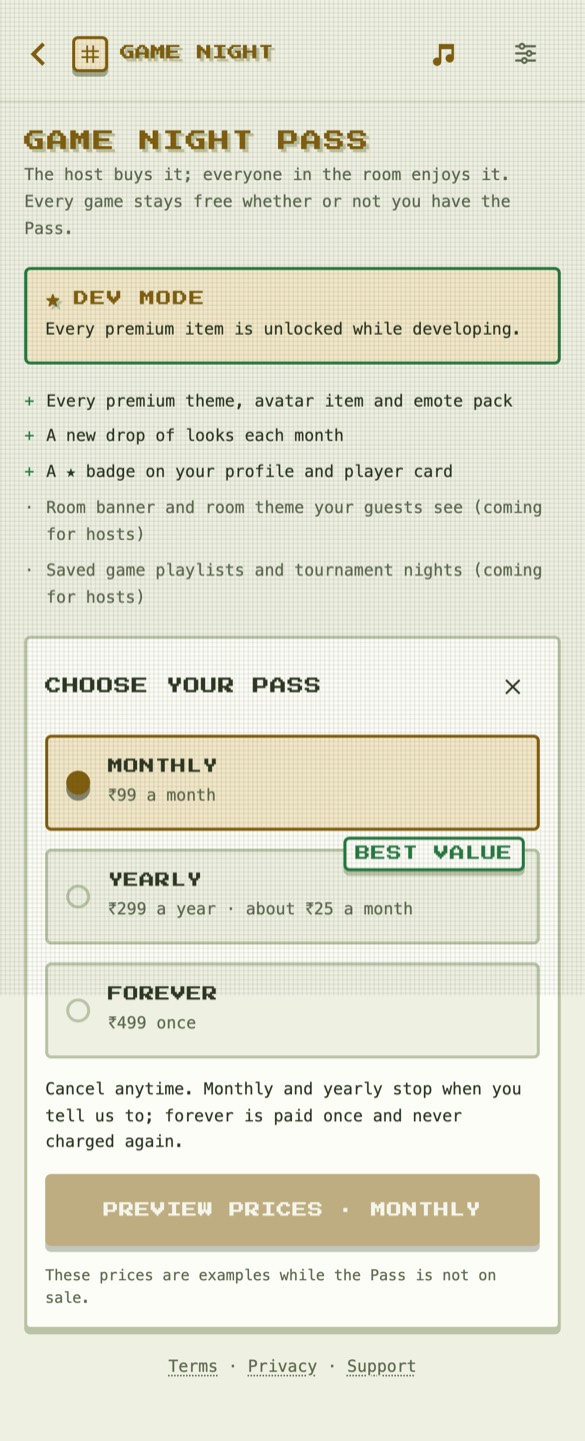 GAME NIGHT
GAME NIGHT PASS
The host buys it; everyone in the room enjoys it.
Every game stays free whether or not you have the
Pass.
★ DEV MODE
Every premium item is unlocked while developing.
+ Every premium theme, avatar item and emote pack
+ A new drop of looks each month
+ A ★ badge on your profile and player card
· Room banner and room theme your guests see (coming
for hosts)
· Saved game playlists and tournament nights (coming
for hosts)
CHOOSE YOUR PASS
MONTHLY
₹99 a month
BEST VALUE
YEARLY
₹299 a year · about ₹25 a month
FOREVER
₹499 once
Cancel anytime. Monthly and yearly stop when you
tell us to; forever is paid once and never
charged again.
PREVIEW PRICES · MONTHLY
These prices are examples while the Pass is not on
sale.
Terms · Privacy · Support